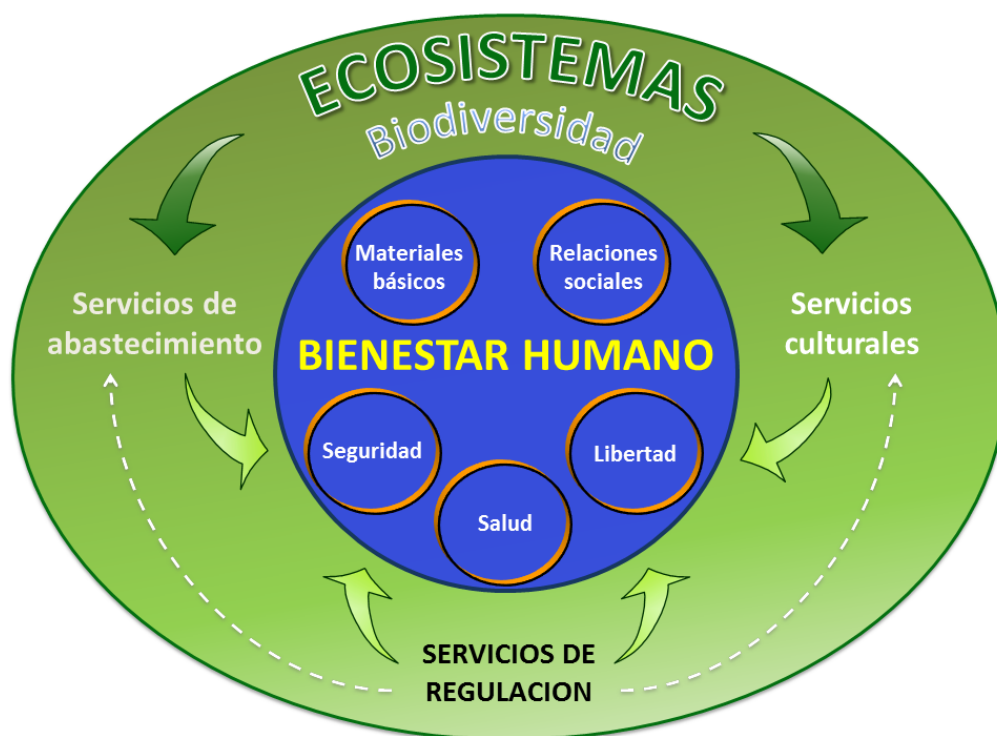 ECOSISTEMAS
Biodiversidad
Materiales
básicos
Relaciones
sociales
Servicios de
abastecimiento
Servicios
culturales
BIENESTAR HUMANO
Seguridad
Libertad
Salud
SERVICIOS DE
REGULACION